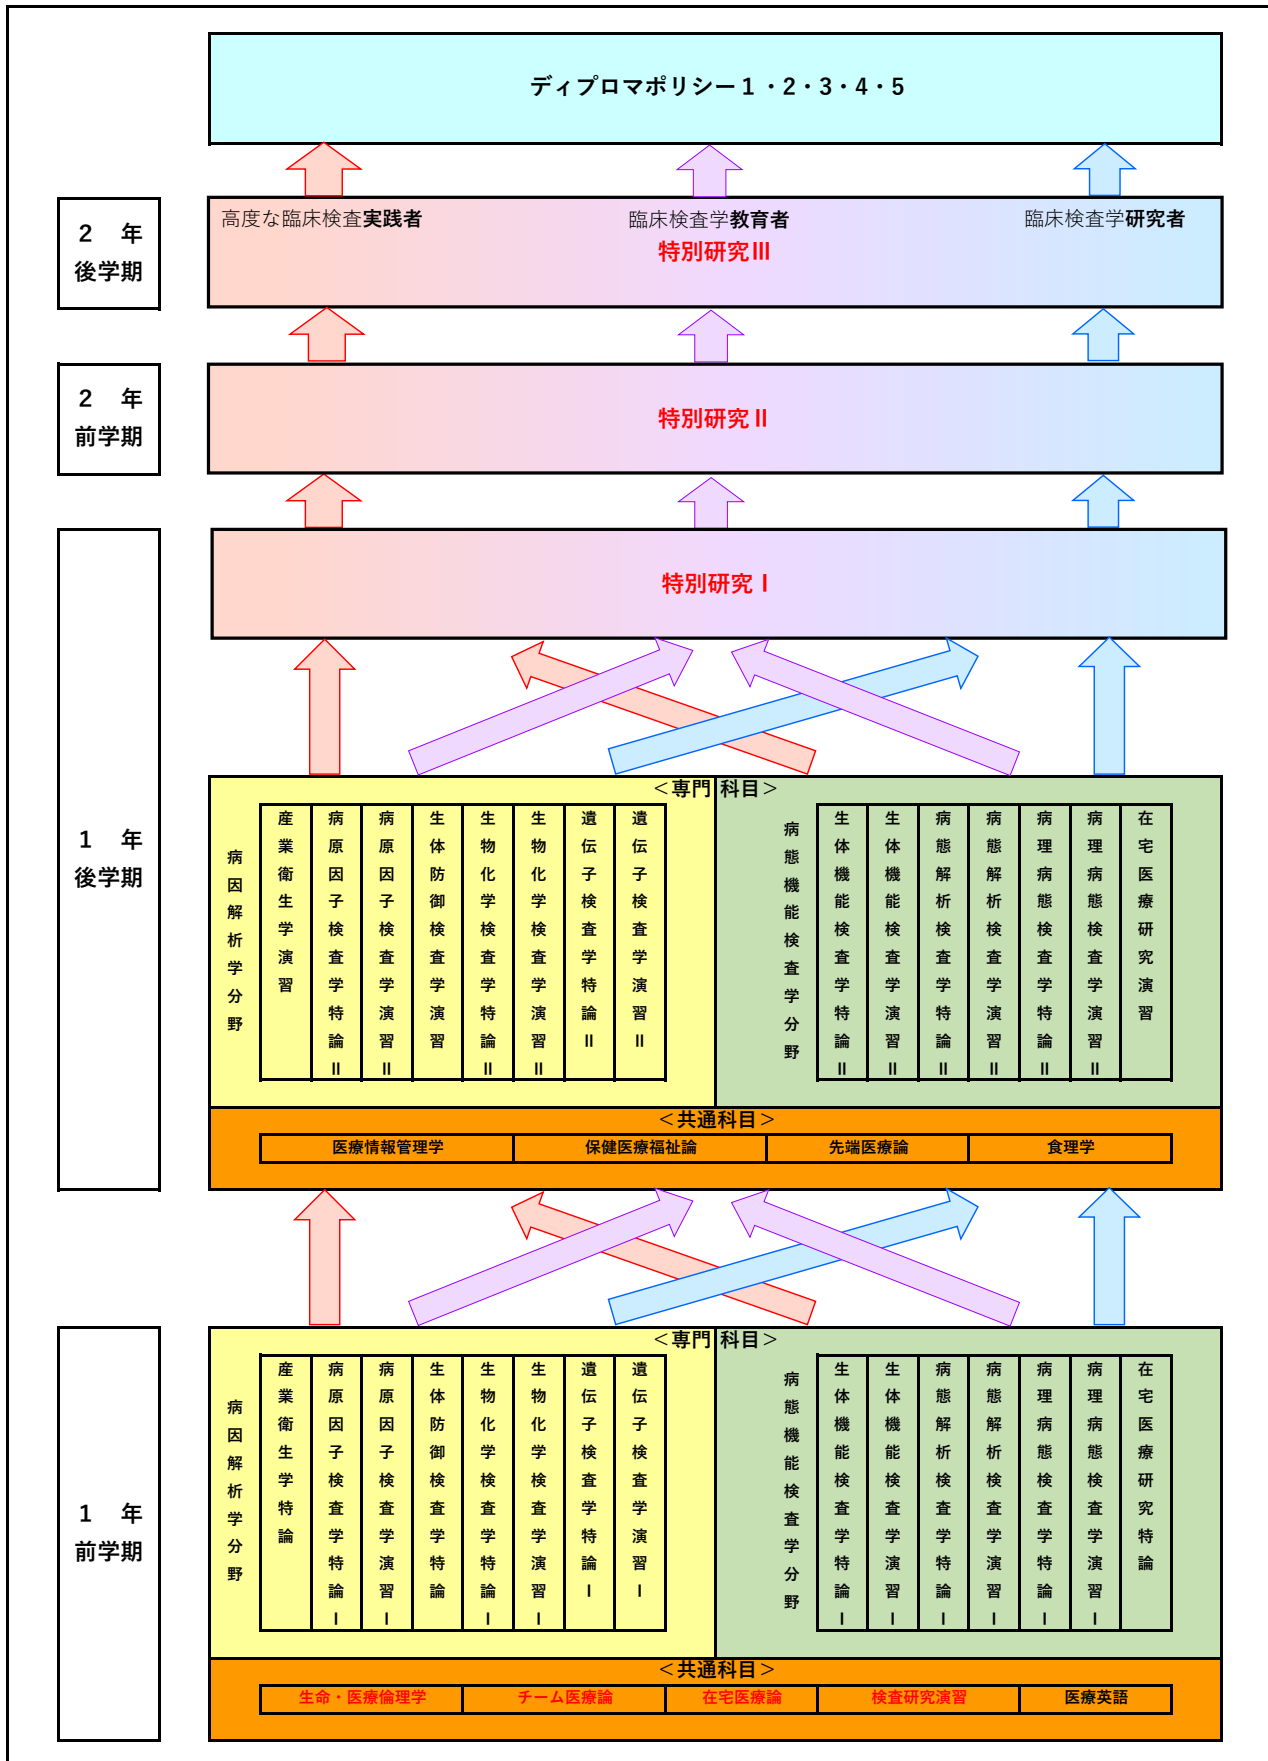 ディプロマポリシー１・2・3・4・5
2　年
後学期
高度な臨床検査実践者
臨床検査学教育者
臨床検査学研究者
特別研究Ⅲ
2　年
前学期
特別研究Ⅱ
特別研究Ⅰ
1　年
後学期
＜専門科目＞
病因解析学分野
産業衛生学演習
病原因子検査学特論Ⅱ
病原因子検査学演習Ⅱ
生体防御検査学演習
生物化学検査学特論Ⅱ
生物化学検査学演習Ⅱ
遺伝子検査学特論Ⅱ
遺伝子検査学演習Ⅱ
病態機能検査学分野
生体機能検査学特論Ⅱ
生体機能検査学演習Ⅱ
病態解析検査学特論Ⅱ
病態解析検査学演習Ⅱ
病理病態検査学特論Ⅱ
病理病態検査学演習Ⅱ
在宅医療研究演習
＜共通科目＞
医療情報管理学
保健医療福祉論
先端医療論
食理学
1　年
前学期
＜専門科目＞
病因解析学分野
産業衛生学特論
病原因子検査学特論Ⅰ
病原因子検査学演習Ⅰ
生体防御検査学特論
生物化学検査学特論Ⅰ
生物化学検査学演習Ⅰ
遺伝子検査学特論Ⅰ
遺伝子検査学演習Ⅰ
病態機能検査学分野
生体機能検査学特論Ⅰ
生体機能検査学演習Ⅰ
病態解析検査学特論Ⅰ
病態解析検査学演習Ⅰ
病理病態検査学特論Ⅰ
病理病態検査学演習Ⅰ
在宅医療研究特論
＜共通科目＞
生命・医療倫理学
チーム医療論
在宅医療論
検査研究演習
医療英語